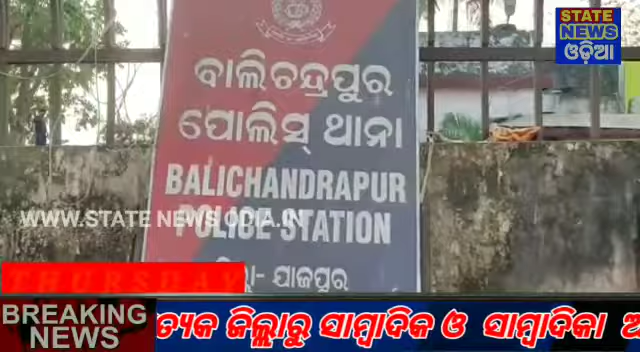 STATE
NEWS
ଓଡ଼ିଆ
ବାଲିଚନ୍ଦ୍ରପୁର
ପୋଲିସ୍ ଥାନା
BALICHANDRAPUR
POLICE STATION
WWW.STATE NEWS ODIA.IN
ଜିଲ୍ଲା- ଯାଜପୁର
THURSDAY
BREAKING
NEWS
ଜିଲ୍ଲାରୁ ସାମ୍ବାଦିକ ଓ ସାମ୍ବାଦିକା